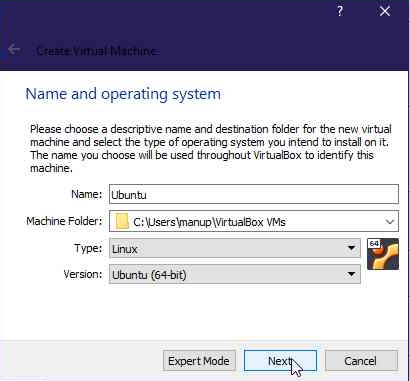 ?
Create Virtual Machine
Name and operating system
Please choose a descriptive name and destination folder for the new virtual
machine and select the type of operating system you intend to install on it.
The name you choose will be used throughout VirtualBox to identify this
machine.
Name: Ubuntu
Machine Folder: C:\Users\manup\VirtualBox VMs
Type: Linux
64
Version: Ubuntu (64-bit)
Expert Mode Next Cancel